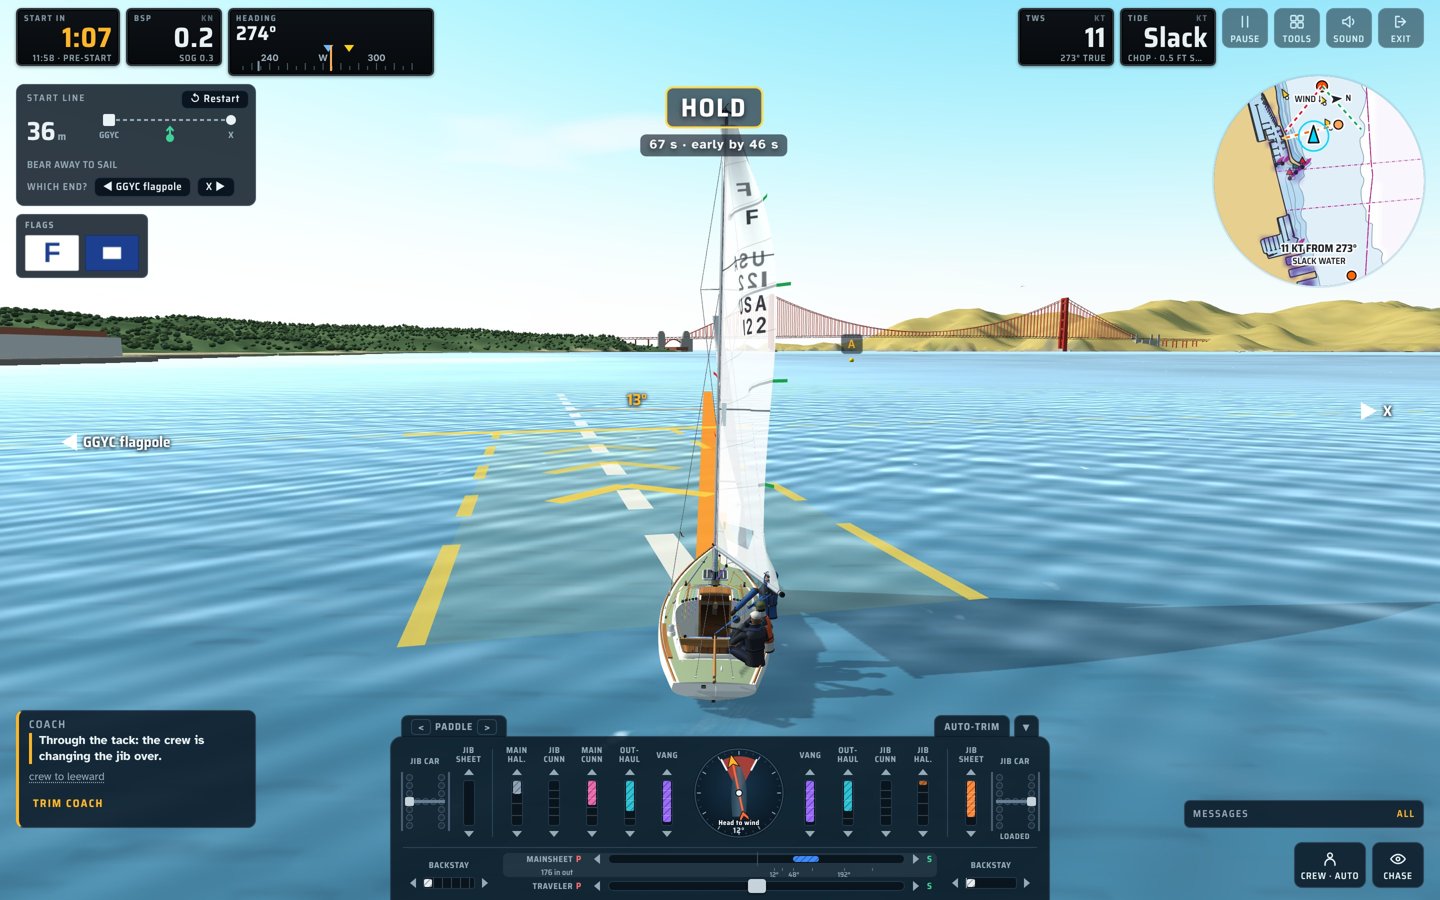 START IN
1:07
11:58 · PRE-START
BSP KN
0.2
SOG 0.3
HEADING
274°
240 W 300
TWS KT
11
273° TRUE
TIDE KT
Slack
CHOP · 0.5 FT S...
PAUSE
TOOLS
SOUND
EXIT
START LINE
Restart
36 m
GGYC X
BEAR AWAY TO SAIL
WHICH END? GGYC flagpole X
FLAGS
F
HOLD
67 s · early by 46 s
WIND N
11 KT FROM 273°
SLACK WATER
F
F
USA
122
USA
122
A
13°
GGYC flagpole
X
COACH
Through the tack: the crew is
changing the jib over.
crew to leeward
TRIM COACH
< PADDLE >
AUTO-TRIM
JIB CAR
JIB SHEET
MAIN HAL.
JIB CUNN
MAIN CUNN
OUT-HAUL
VANG
Head to wind
12°
VANG
OUT-HAUL
JIB CUNN
JIB HAL.
JIB SHEET
JIB CAR
LOADED
BACKSTAY
MAINSHEET P S
176 in out
12° 48° 192°
TRAVELER P S
BACKSTAY
MESSAGES ALL
CREW · AUTO
CHASE